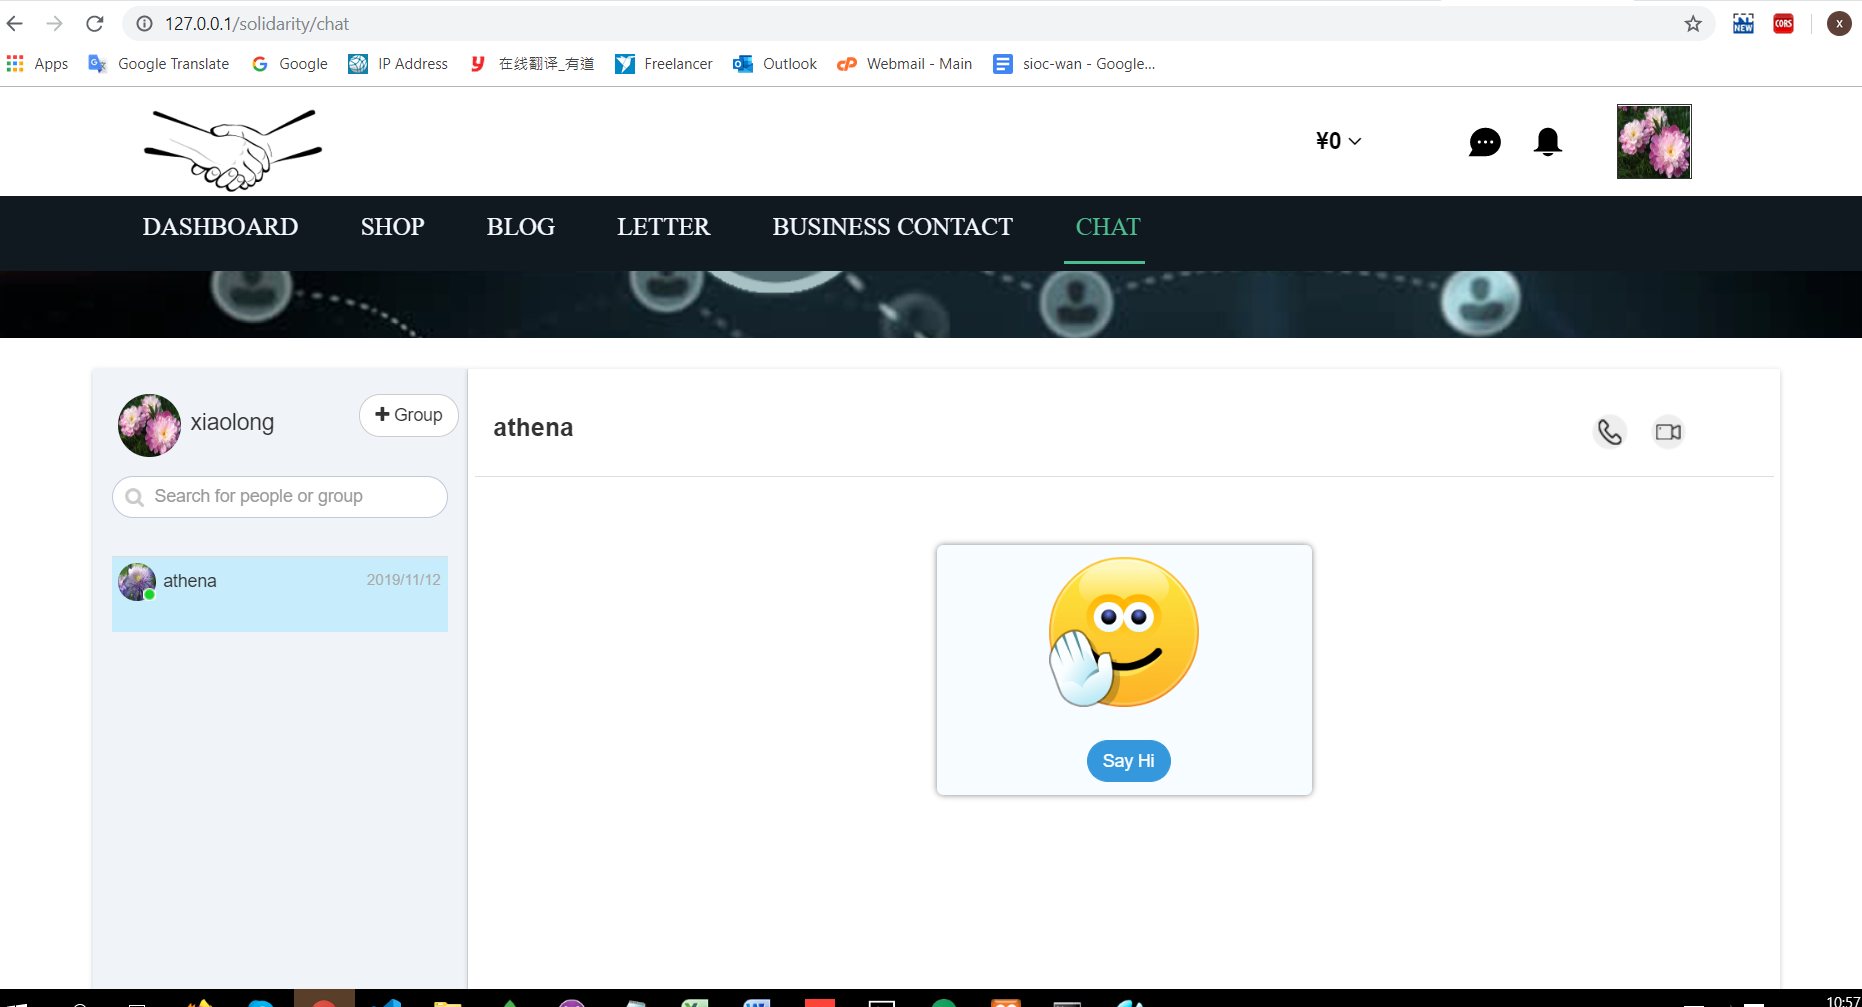 127.0.0.1/solidarity/chat
NEW
CORS
x
Apps
Google Translate
Google
IP Address
在线翻译_有道
Freelancer
Outlook
Webmail - Main
sioc-wan - Google...
¥0
DASHBOARD
SHOP
BLOG
LETTER
BUSINESS CONTACT
CHAT
xiaolong
+ Group
athena
Search for people or group
athena
2019/11/12
Say Hi
10:57